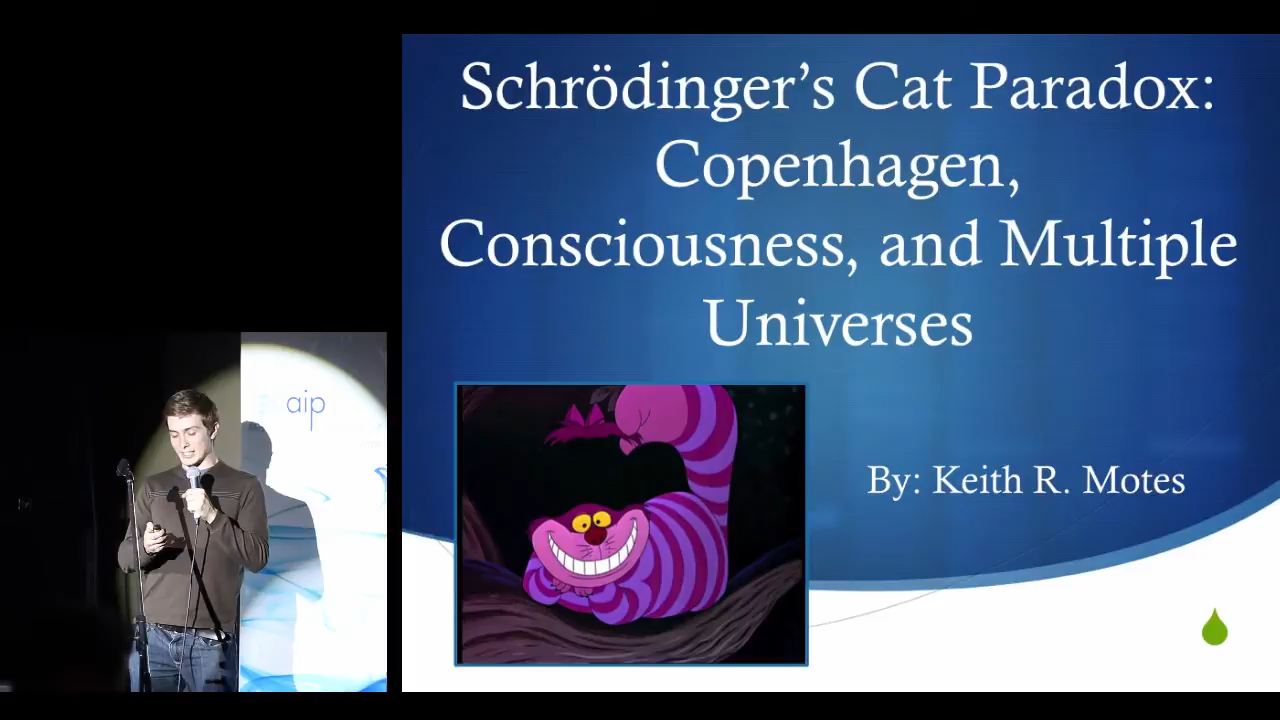 Schrödinger's Cat Paradox:
Copenhagen,
Consciousness, and Multiple
Universes
By: Keith R. Motes
aip